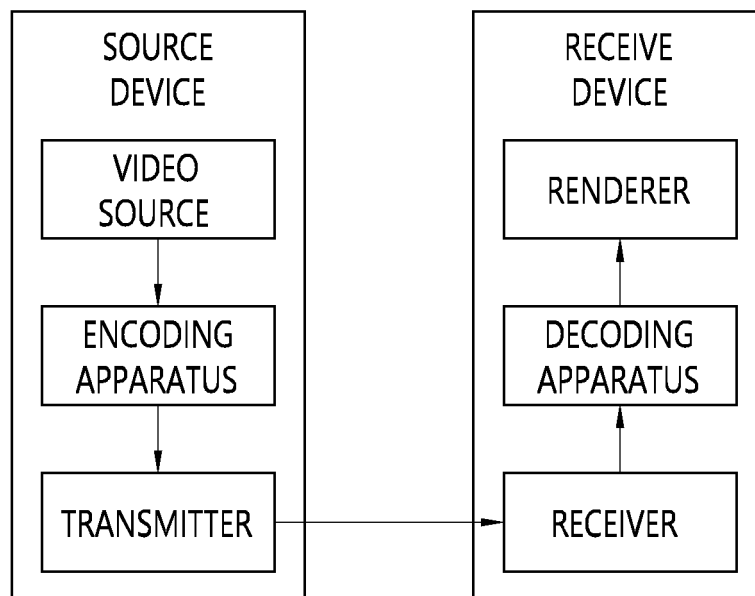 SOURCE
DEVICE
VIDEO
SOURCE
ENCODING
APPARATUS
TRANSMITTER
RECEIVE
DEVICE
RENDERER
DECODING
APPARATUS
RECEIVER